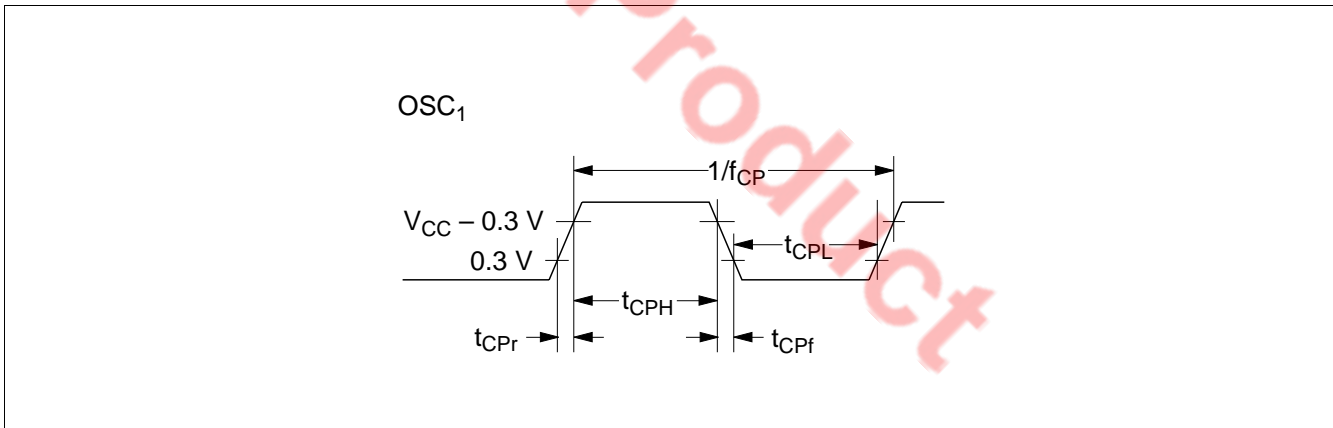 Product
OSC1
1/fCP
VCC – 0.3 V
tCPL
0.3 V
tCPH
tCPr
tCPf